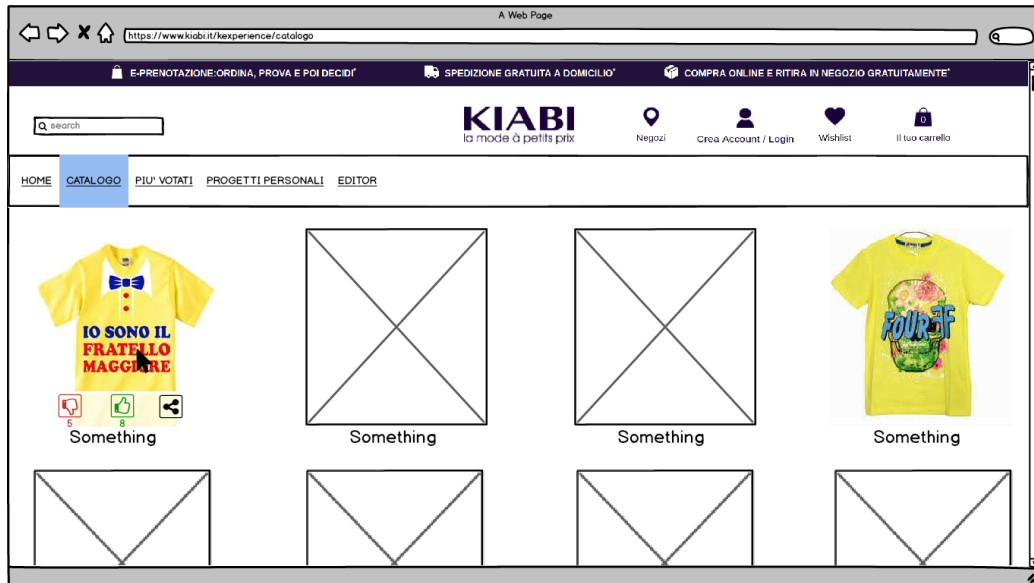 A Web Page
https://www.kiabi.it/kexperience/catalogo
E-PRENOTAZIONE:ORDINA, PROVA E POI DECIDI*
SPEDIZIONE GRATUITA A DOMICILIO*
COMPRA ONLINE E RITIRA IN NEGOZIO GRATUITAMENTE*
search
KIABI
la mode à petits prix
Negozi
Crea Account / Login
Wishlist
0
Il tuo carrello
HOME
CATALOGO
PIU' VOTATI
PROGETTI PERSONALI
EDITOR
IO SONO IL
FRATELLO
MAGGIORE
5
8
Something
Something
Something
FOUR
Something